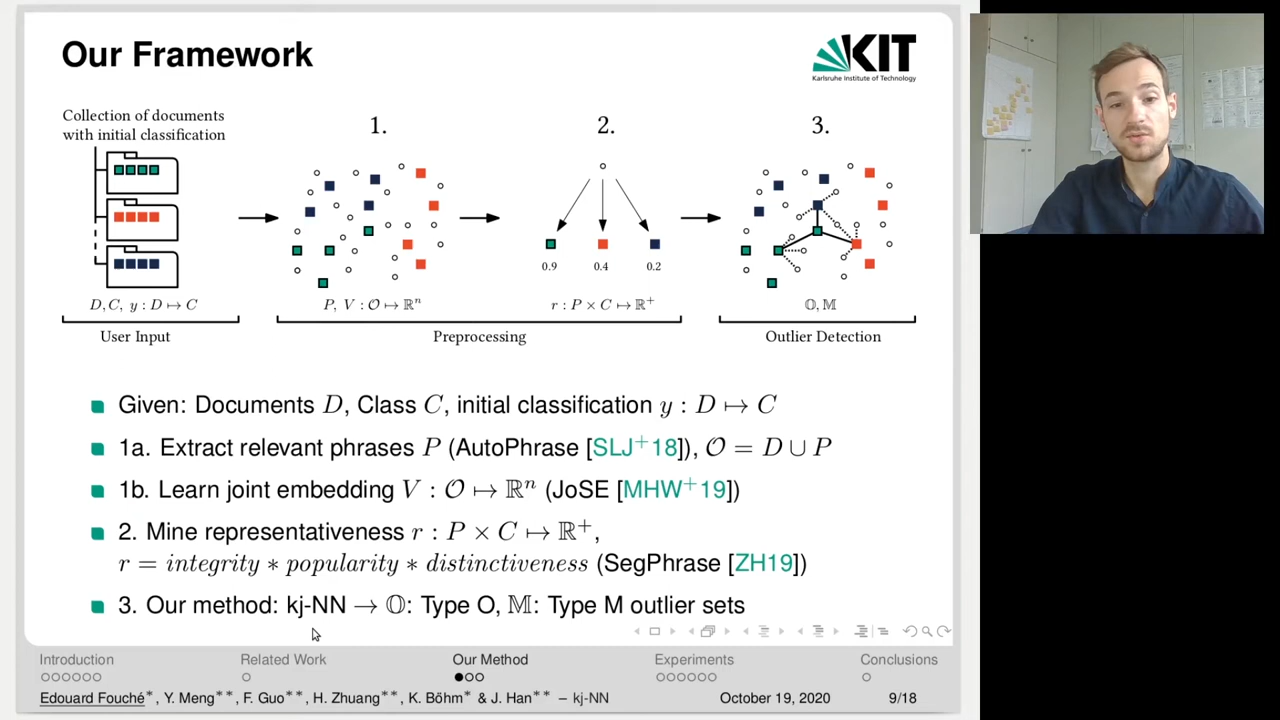 Our Framework
KIT
Karlsruhe Institute of Technology
Collection of documents
with initial classification
1.
2.
3.
0.9 0.4 0.2
D, C, y : D ↦ C
P, V : 𝒪 ↦ ℝⁿ
r : P × C ↦ ℝ⁺
𝕆, 𝕄
User Input
Preprocessing
Outlier Detection
Given: Documents D, Class C, initial classification y : D ↦ C
1a. Extract relevant phrases P (AutoPhrase [SLJ⁺18]), 𝒪 = D ∪ P
1b. Learn joint embedding V : 𝒪 ↦ ℝⁿ (JoSE [MHW⁺19])
2. Mine representativeness r : P × C ↦ ℝ⁺,
r = integrity ∗ popularity ∗ distinctiveness (SegPhrase [ZH19])
3. Our method: kj-NN → 𝕆: Type O, 𝕄: Type M outlier sets
Introduction
Related Work
Our Method
Experiments
Conclusions
Edouard Fouché*, Y. Meng**, F. Guo**, H. Zhuang**, K. Böhm* & J. Han** – kj-NN
October 19, 2020
9/18